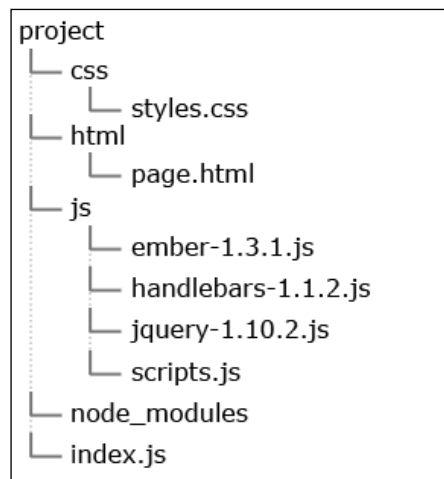 project
css
styles.css
html
page.html
js
ember-1.3.1.js
handlebars-1.1.2.js
jquery-1.10.2.js
scripts.js
node_modules
index.js